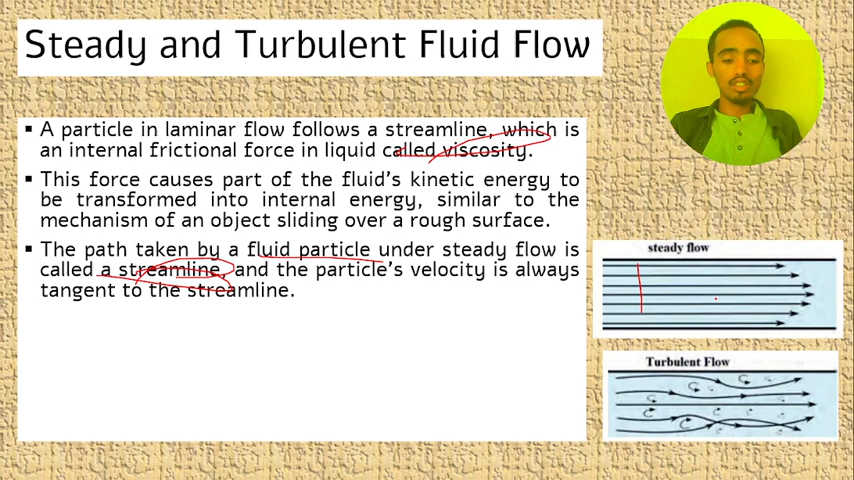 Steady and Turbulent Fluid Flow
▪ A particle in laminar flow follows a streamline, which is
an internal frictional force in liquid called viscosity.
▪ This force causes part of the fluid's kinetic energy to
be transformed into internal energy, similar to the
mechanism of an object sliding over a rough surface.
▪ The path taken by a fluid particle under steady flow is
called a streamline, and the particle's velocity is always
tangent to the streamline.
steady flow
Turbulent Flow